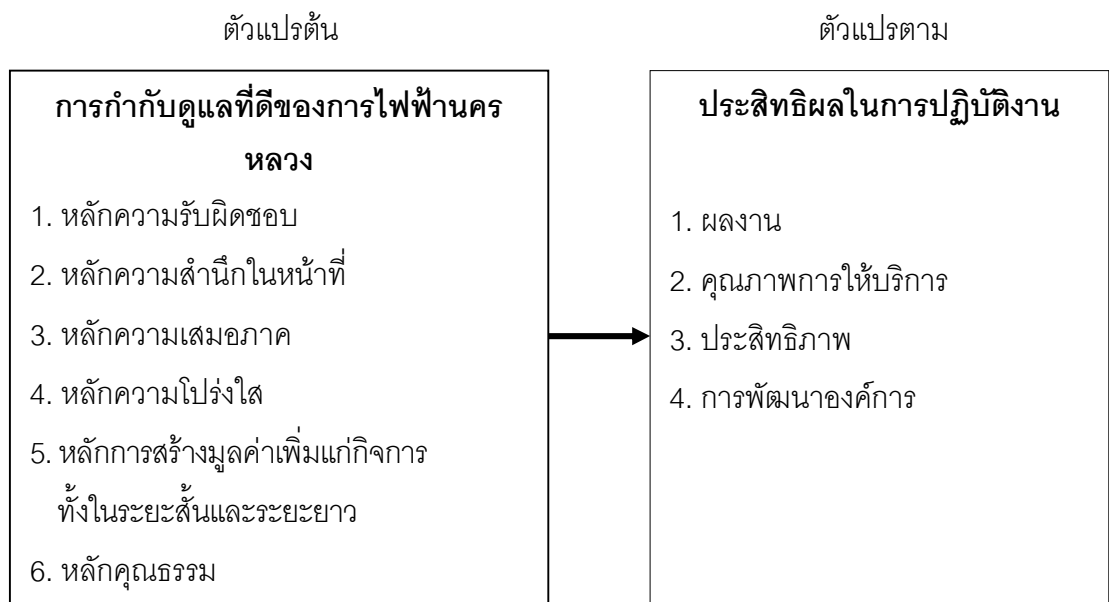 ตัวแปรต้น
ตัวแปรตาม
การกำกับดูแลที่ดีของการไฟฟ้านคร
หลวง
1. หลักความรับผิดชอบ
2. หลักความสำนึกในหน้าที่
3. หลักความเสมอภาค
4. หลักความโปร่งใส
5. หลักการสร้างมูลค่าเพิ่มแก่กิจการ
ทั้งในระยะสั้นและระยะยาว
6. หลักคุณธรรม
ประสิทธิผลในการปฏิบัติงาน
1. ผลงาน
2. คุณภาพการให้บริการ
3. ประสิทธิภาพ
4. การพัฒนาองค์การ